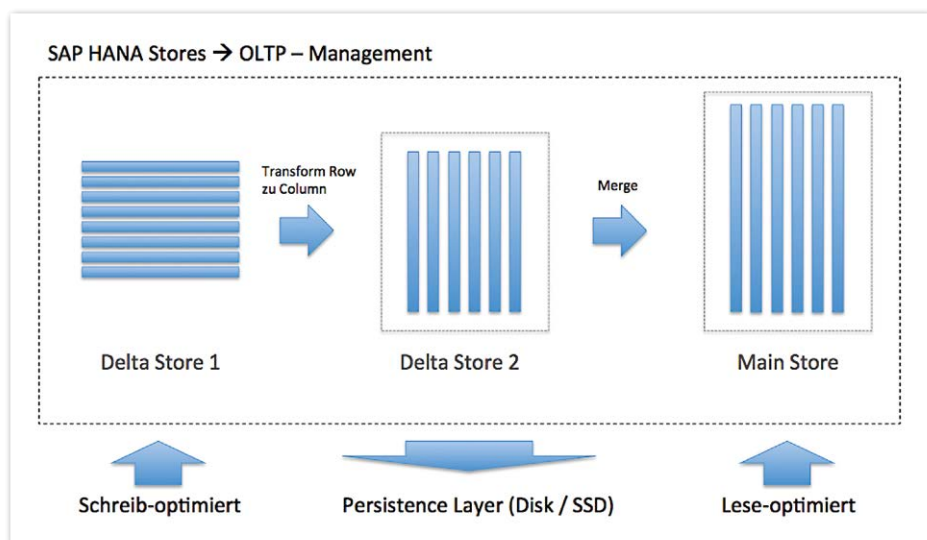 SAP HANA Stores → OLTP – Management
Transform Row
zu Column
Merge
Delta Store 1
Delta Store 2
Main Store
Schreib-optimiert
Persistence Layer (Disk / SSD)
Lese-optimiert